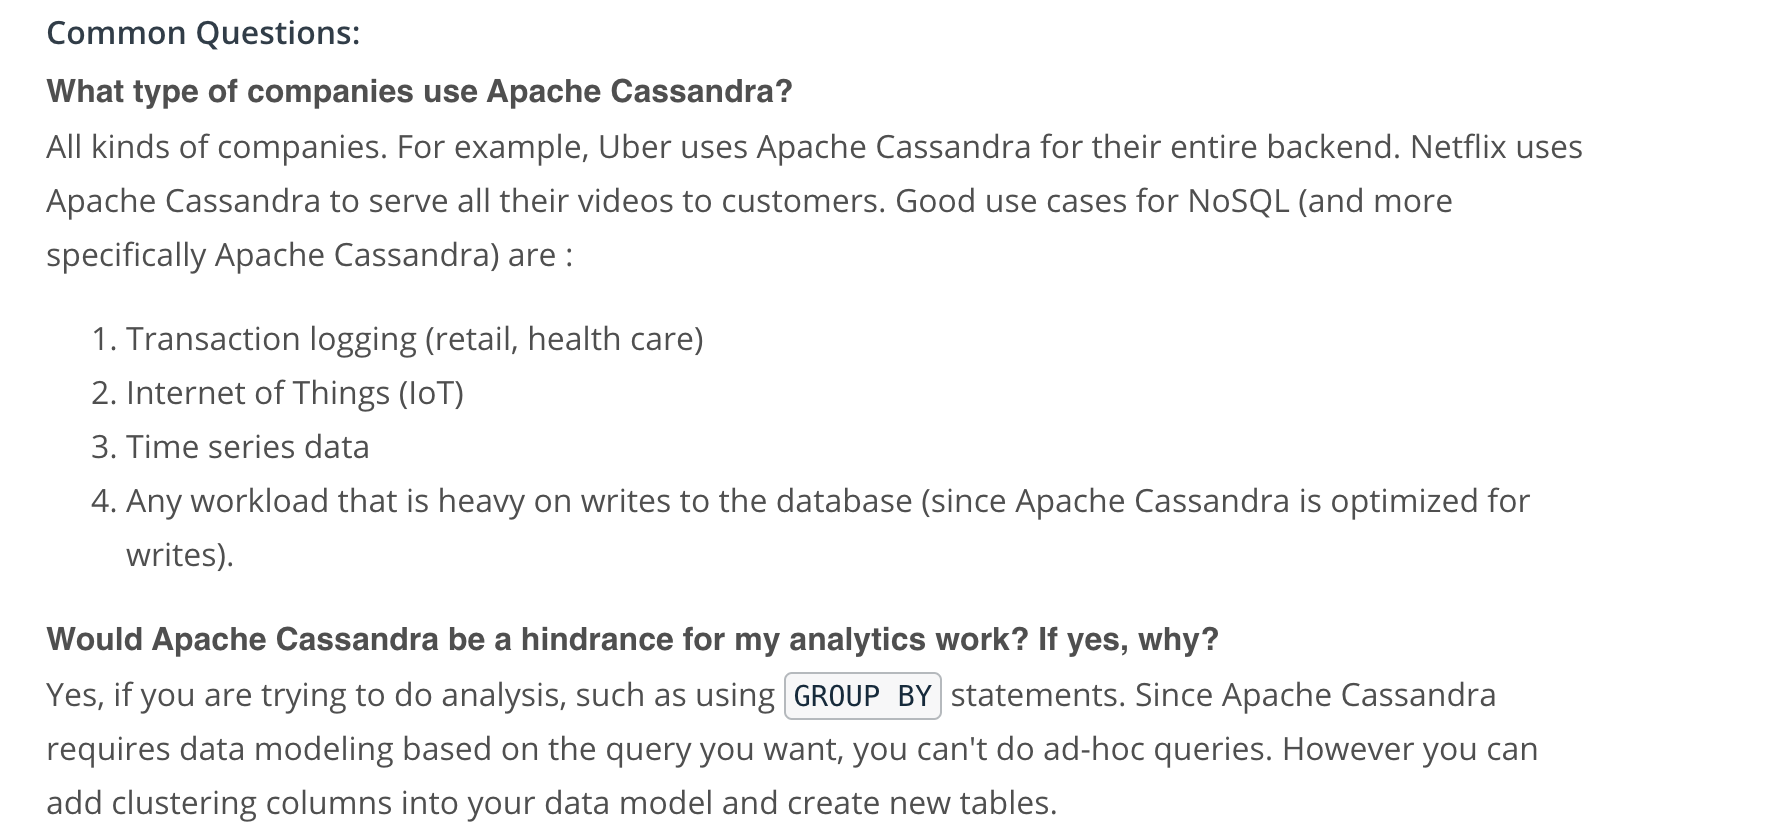 Common Questions:
What type of companies use Apache Cassandra?
All kinds of companies. For example, Uber uses Apache Cassandra for their entire backend. Netflix uses
Apache Cassandra to serve all their videos to customers. Good use cases for NoSQL (and more
specifically Apache Cassandra) are :
1. Transaction logging (retail, health care)
2. Internet of Things (IoT)
3. Time series data
4. Any workload that is heavy on writes to the database (since Apache Cassandra is optimized for
writes).
Would Apache Cassandra be a hindrance for my analytics work? If yes, why?
Yes, if you are trying to do analysis, such as using GROUP BY statements. Since Apache Cassandra
requires data modeling based on the query you want, you can't do ad-hoc queries. However you can
add clustering columns into your data model and create new tables.